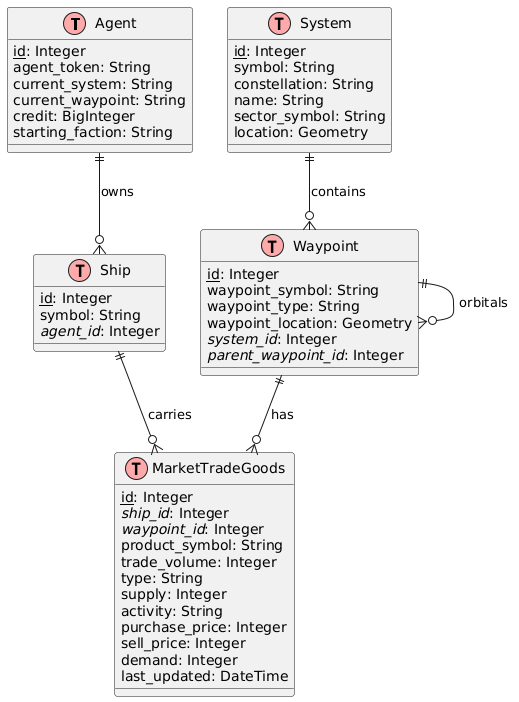 T Agent
id: Integer
agent_token: String
current_system: String
current_waypoint: String
credit: BigInteger
starting_faction: String
T System
id: Integer
symbol: String
constellation: String
name: String
sector_symbol: String
location: Geometry
owns
contains
T Ship
id: Integer
symbol: String
agent_id: Integer
T Waypoint
id: Integer
waypoint_symbol: String
waypoint_type: String
waypoint_location: Geometry
system_id: Integer
parent_waypoint_id: Integer
orbitals
carries
has
T MarketTradeGoods
id: Integer
ship_id: Integer
waypoint_id: Integer
product_symbol: String
trade_volume: Integer
type: String
supply: Integer
activity: String
purchase_price: Integer
sell_price: Integer
demand: Integer
last_updated: DateTime